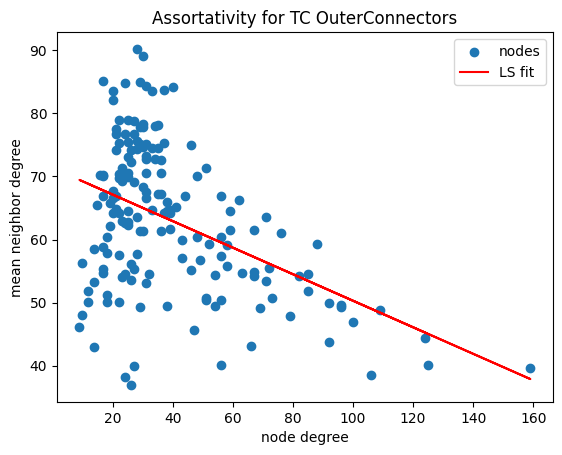 Assortativity for TC OuterConnectors
nodes
LS fit
mean neighbor degree
90
80
70
60
50
40
20 40 60 80 100 120 140 160
node degree